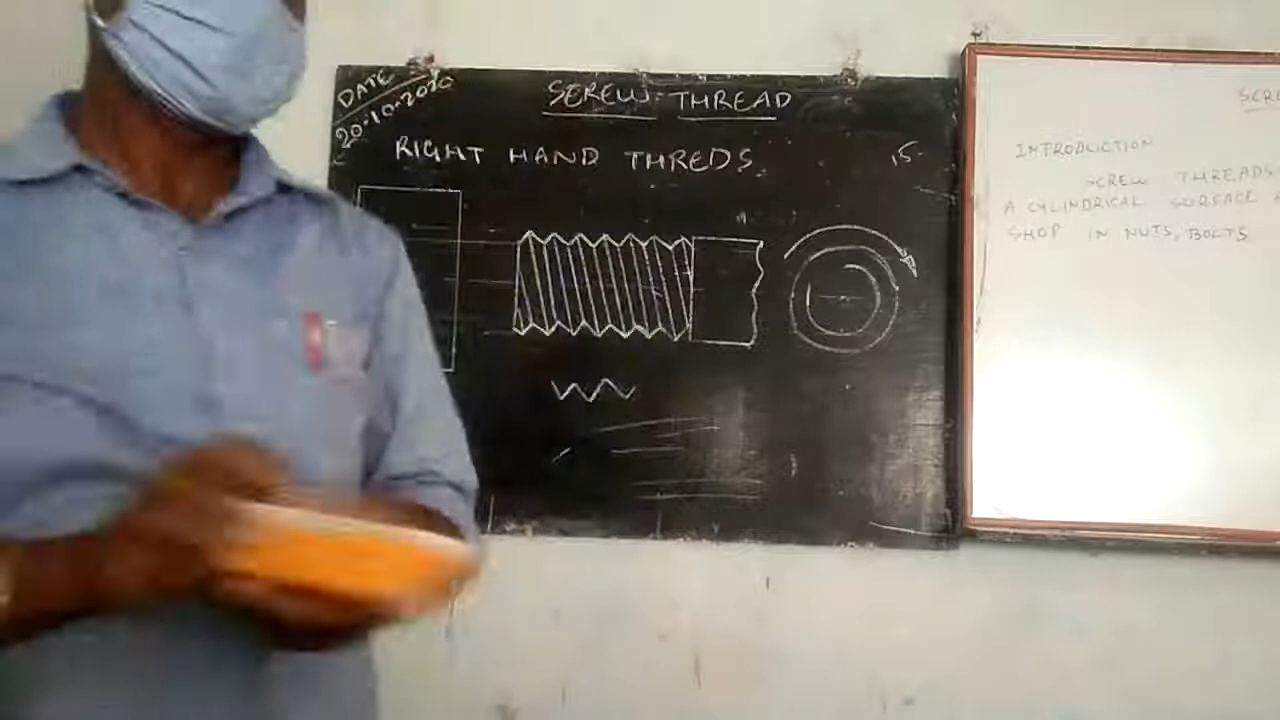 DATE
20.10.2020
SCREW THREAD
RIGHT HAND THREDS.
15.
SCRE
INTRODUCTION
SCREW THREADS
A CYLINDRICAL SURFACE
SHOP IN NUTS, BOLTS